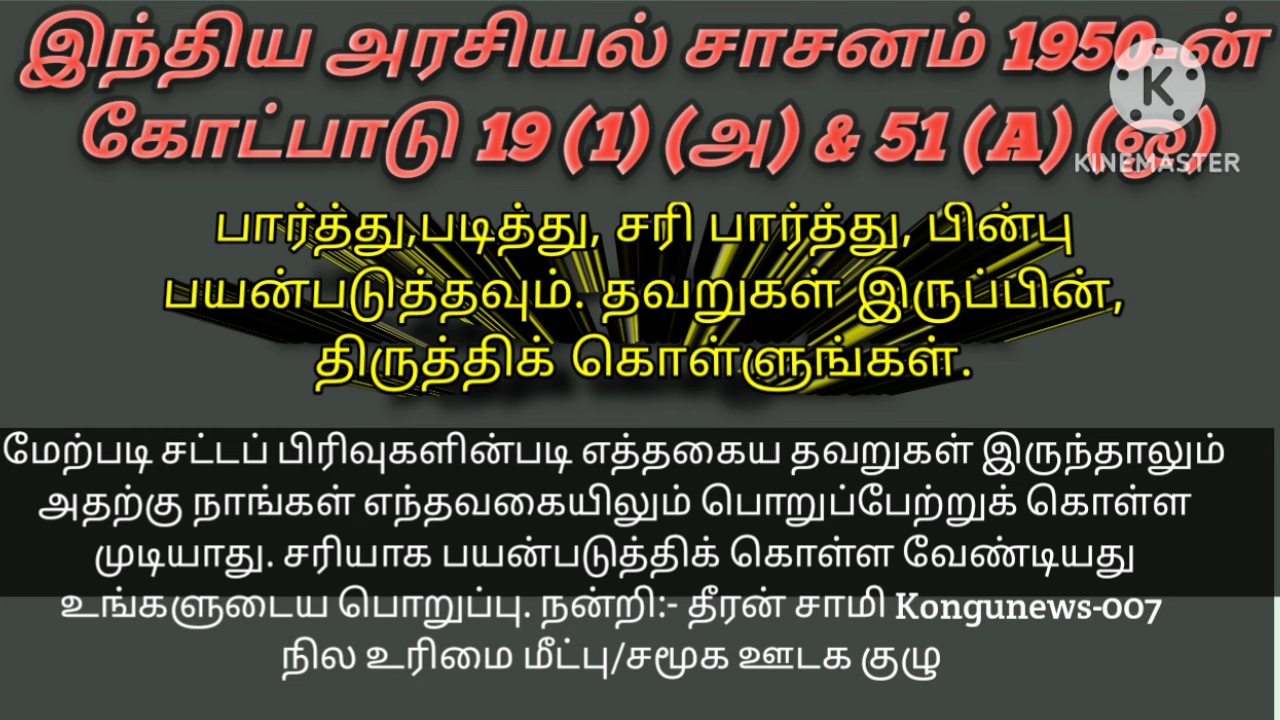 இந்திய அரசியல் சாசனம் 1950-ன்
கோட்பாடு 19 (1) (அ) & 51 (A) (ஓ)
KINEMASTER
பார்த்து,படித்து, சரி பார்த்து, பின்பு
பயன்படுத்தவும். தவறுகள் இருப்பின்,
திருத்திக் கொள்ளுங்கள்.
மேற்படி சட்டப் பிரிவுகளின்படி எத்தகைய தவறுகள் இருந்தாலும்
அதற்கு நாங்கள் எந்தவகையிலும் பொறுப்பேற்றுக் கொள்ள
முடியாது. சரியாக பயன்படுத்திக் கொள்ள வேண்டியது
உங்களுடைய பொறுப்பு. நன்றி:- தீரன் சாமி Kongunews-007
நில உரிமை மீட்பு/சமூக ஊடக குழு